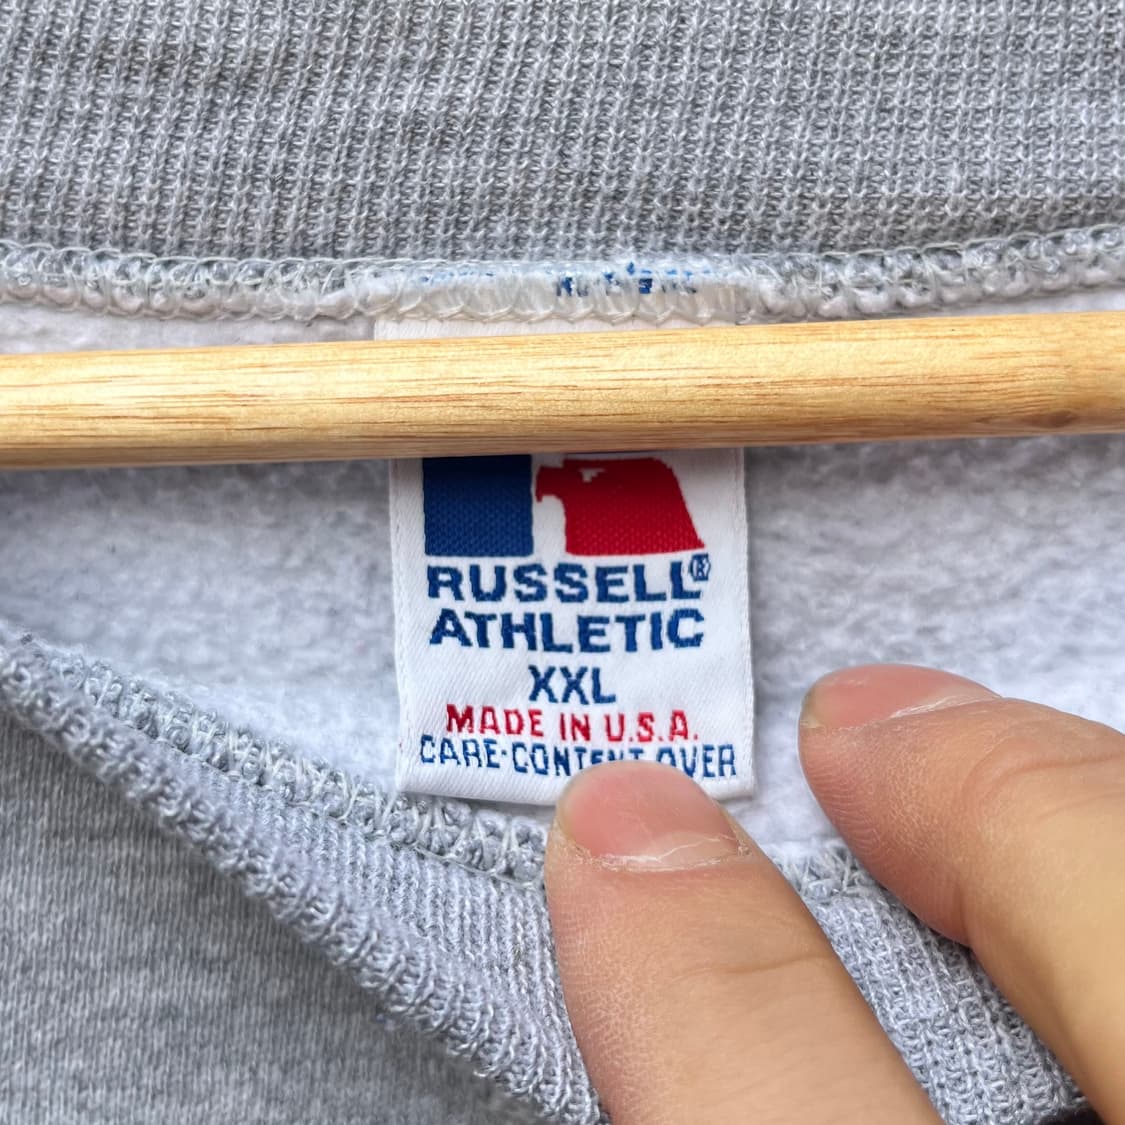 RUSSELL®
ATHLETIC
XXL
MADE IN U.S.A.
CARE-CONTENT OVER